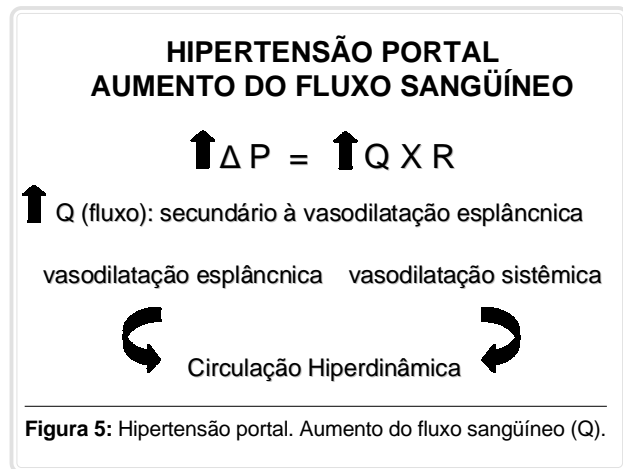 HIPERTENSÃO PORTAL
AUMENTO DO FLUXO SANGÜÍNEO
⬆Δ P = ⬆Q X R
⬆ Q (fluxo): secundário à vasodilatação esplâncnica
vasodilatação esplâncnica vasodilatação sistêmica
Circulação Hiperdinâmica
Figura 5: Hipertensão portal. Aumento do fluxo sangüíneo (Q).